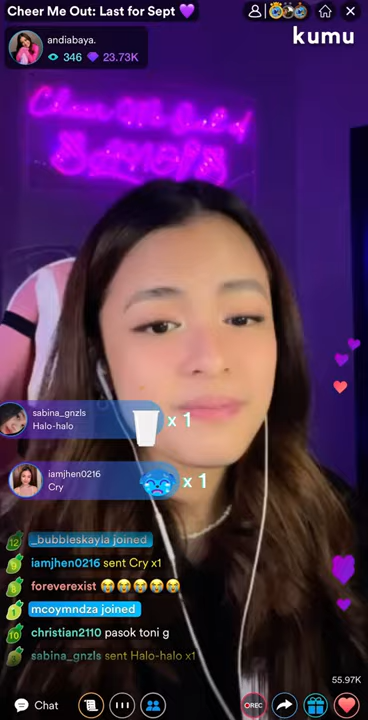 Cheer Me Out: Last for Sept 💜
kumu
andiabaya.
346 23.73K
sabina_gnzls
Halo-halo
x 1
iamjhen0216
Cry
x 1
12 _bubbleskayla joined
iamjhen0216 sent Cry x1
8 foreverexist 😭😭😭😭😭
mcoymndza joined
10 christian2110 pasok toni g
sabina_gnzls sent Halo-halo x1
55.97K
Chat
REC